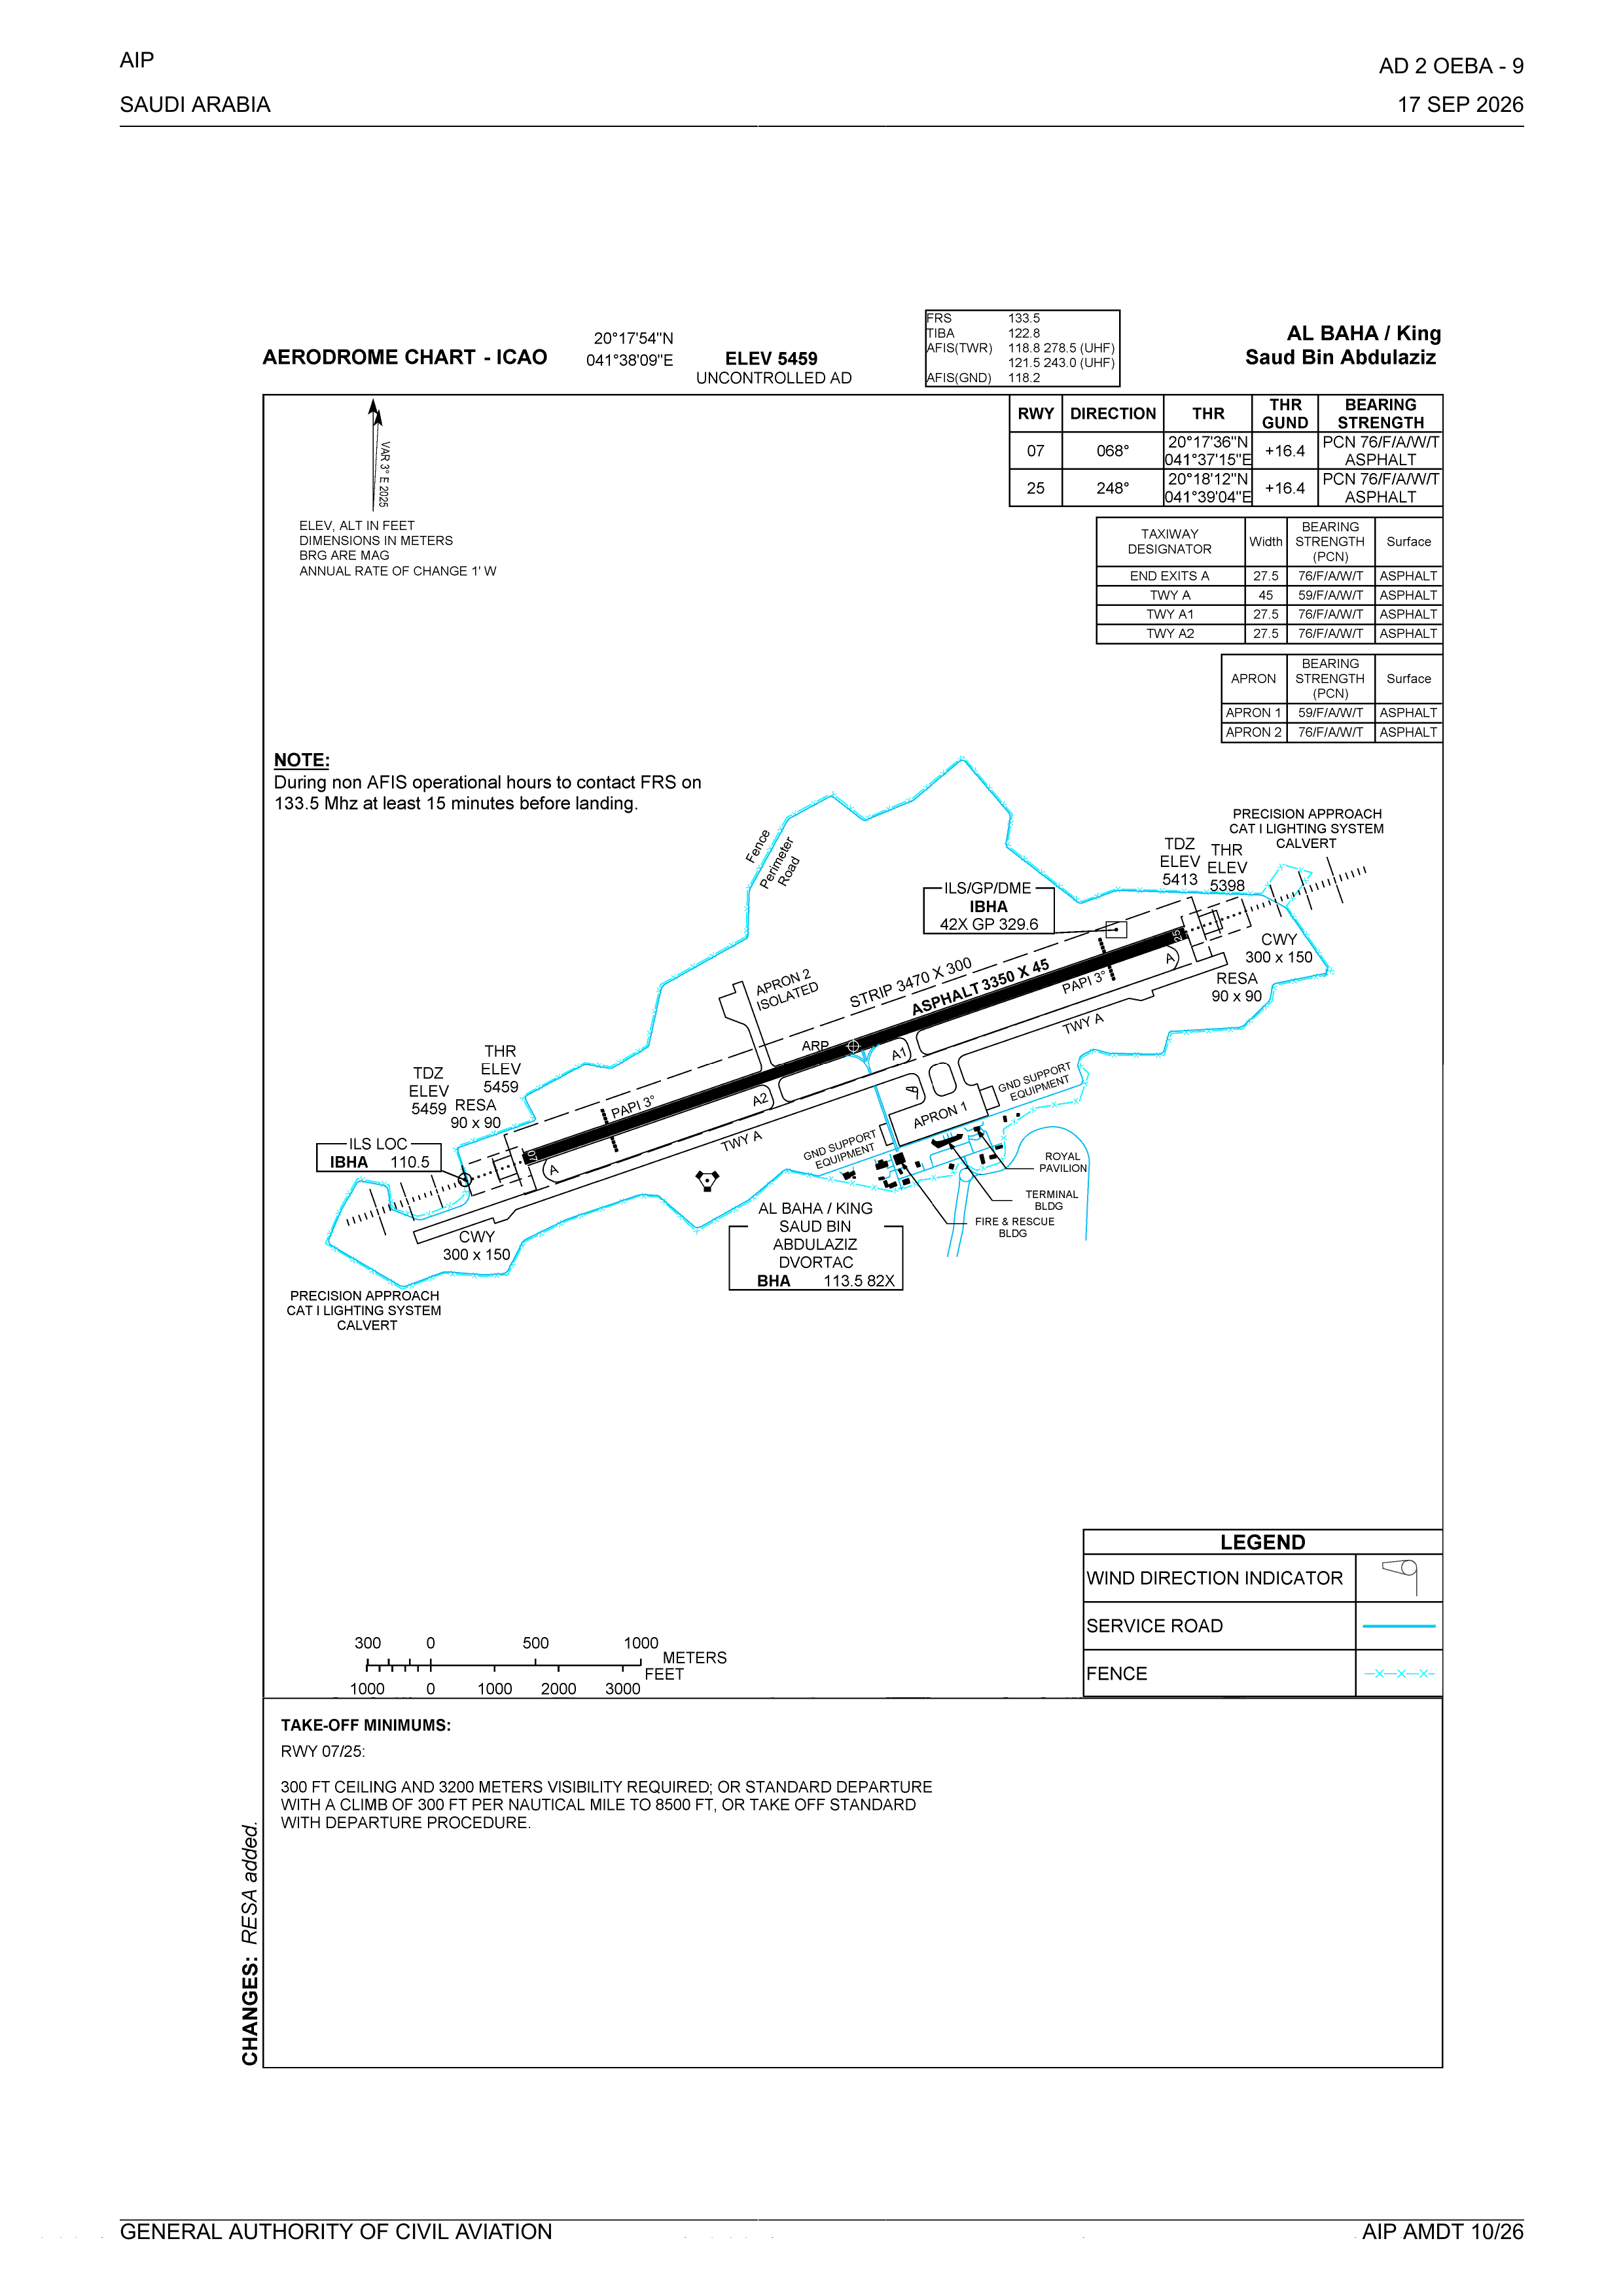 AIP
AD 2 OEBA - 9
SAUDI ARABIA
17 SEP 2026
AERODROME CHART - ICAO
20°17'54"N
041°38'09"E
ELEV 5459
UNCONTROLLED AD
FRS 133.5
TIBA 122.8
AFIS(TWR) 118.8 278.5 (UHF)
121.5 243.0 (UHF)
AFIS(GND) 118.2
AL BAHA / King
Saud Bin Abdulaziz
VAR 3° E 2025
ELEV, ALT IN FEET
DIMENSIONS IN METERS
BRG ARE MAG
ANNUAL RATE OF CHANGE 1' W
RWY DIRECTION THR THR GUND BEARING STRENGTH
07 068° 20°17'36"N 041°37'15"E +16.4 PCN 76/F/A/W/T ASPHALT
25 248° 20°18'12"N 041°39'04"E +16.4 PCN 76/F/A/W/T ASPHALT
TAXIWAY DESIGNATOR Width BEARING STRENGTH (PCN) Surface
END EXITS A 27.5 76/F/A/W/T ASPHALT
TWY A 45 59/F/A/W/T ASPHALT
TWY A1 27.5 76/F/A/W/T ASPHALT
TWY A2 27.5 76/F/A/W/T ASPHALT
APRON BEARING STRENGTH (PCN) Surface
APRON 1 59/F/A/W/T ASPHALT
APRON 2 76/F/A/W/T ASPHALT
NOTE:
During non AFIS operational hours to contact FRS on
133.5 Mhz at least 15 minutes before landing.
Fence
Perimeter
Road
PRECISION APPROACH
CAT I LIGHTING SYSTEM
CALVERT
TDZ
ELEV
5413
THR
ELEV
5398
ILS/GP/DME
IBHA
42X GP 329.6
CWY
300 x 150
RESA
90 x 90
25
A
PAPI 3°
TWY A
STRIP 3470 X 300
ASPHALT 3350 X 45
APRON 2
ISOLATED
ARP
A1
A2
GND SUPPORT
EQUIPMENT
APRON 1
THR
ELEV
5459
TDZ
ELEV
5459
RESA
90 x 90
PAPI 3°
TWY A
07
A
GND SUPPORT
EQUIPMENT
ILS LOC
IBHA 110.5
ROYAL
PAVILION
TERMINAL
BLDG
FIRE & RESCUE
BLDG
AL BAHA / KING
SAUD BIN
ABDULAZIZ
DVORTAC
BHA 113.5 82X
CWY
300 x 150
PRECISION APPROACH
CAT I LIGHTING SYSTEM
CALVERT
LEGEND
WIND DIRECTION INDICATOR
SERVICE ROAD
FENCE
300 0 500 1000
METERS
FEET
1000 0 1000 2000 3000
TAKE-OFF MINIMUMS:
RWY 07/25:
300 FT CEILING AND 3200 METERS VISIBILITY REQUIRED; OR STANDARD DEPARTURE
WITH A CLIMB OF 300 FT PER NAUTICAL MILE TO 8500 FT, OR TAKE OFF STANDARD
WITH DEPARTURE PROCEDURE.
CHANGES: RESA added.
GENERAL AUTHORITY OF CIVIL AVIATION
AIP AMDT 10/26